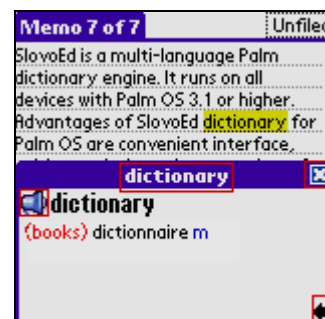 Memo 7 of 7 Unfiled
SlovoEd is a multi-language Palm
dictionary engine. It runs on all
devices with Palm OS 3.1 or higher.
Advantages of SlovoEd dictionary for
Palm OS are convenient interface,
dictionary
dictionary
(books) dictionnaire m